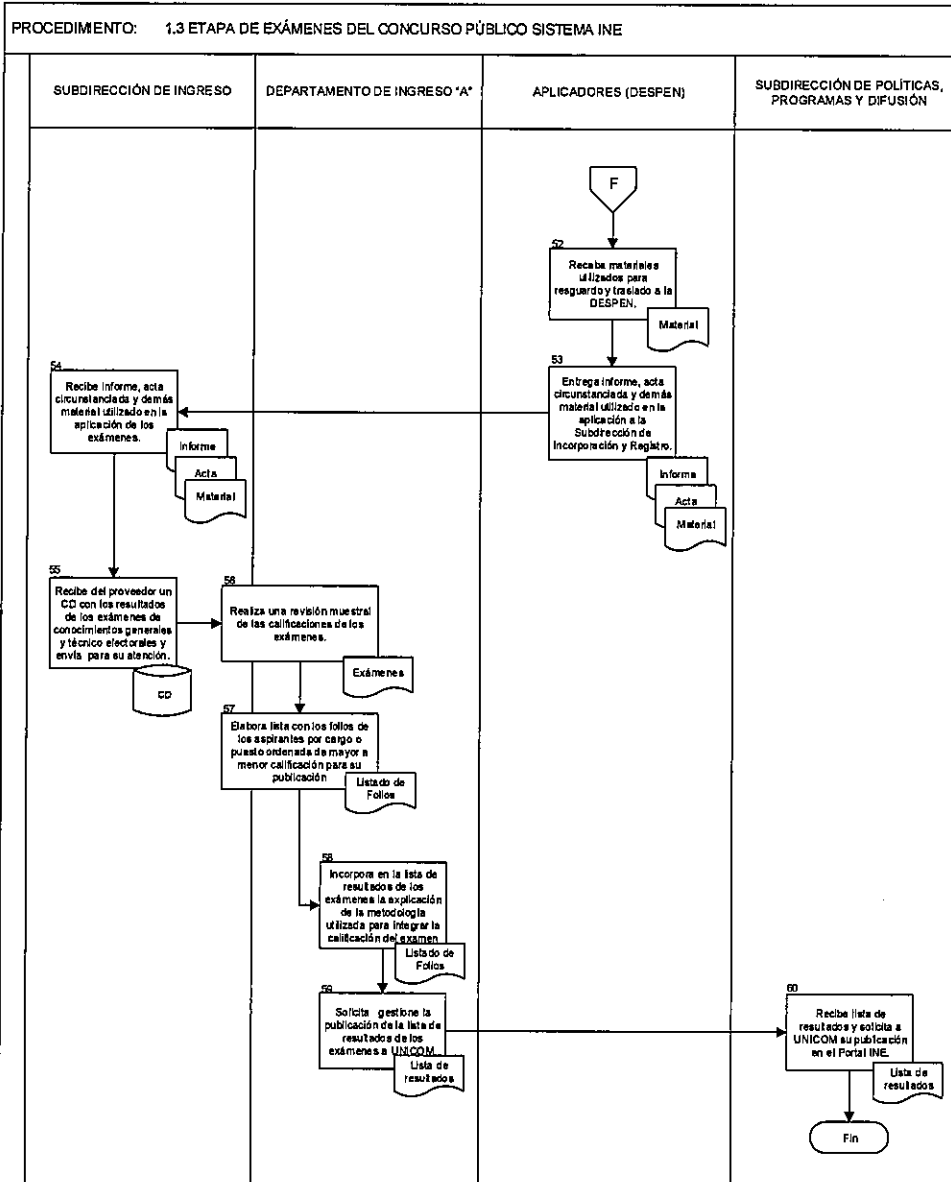 PROCEDIMIENTO: 1.3 ETAPA DE EXÁMENES DEL CONCURSO PÚBLICO SISTEMA INE
SUBDIRECCIÓN DE INGRESO
DEPARTAMENTO DE INGRESO "A"
APLICADORES (DESPEN)
SUBDIRECCIÓN DE POLÍTICAS,
PROGRAMAS Y DIFUSIÓN
F
52
Recaba materiales
utilizados para
resguardo y traslado a la
DESPEN.
Material
53
Entrega informe, acta
circunstanciada y demás
material utilizado en la
aplicación a la
Subdirección de
Incorporación y Registro.
Informe
Acta
Material
54
Recibe informe, acta
circunstanciada y demás
material utilizado en la
aplicación de los
exámenes.
Informe
Acta
Material
55
Recibe del proveedor un
CD con los resultados
de los exámenes de
conocimientos generales
y técnico electorales y
envía para su atención.
CD
56
Realiza una revisión muestral
de las calificaciones de los
exámenes.
Exámenes
57
Elabora lista con los folios de
los aspirantes por cargo o
puesto ordenada de mayor a
menor calificación para su
publicación
Listado de
Folios
58
Incorpora en la lista de
resultados de los
exámenes la explicación
de la metodología
utilizada para integrar la
calificación del examen
Listado de
Folios
59
Solicita gestione la
publicación de la lista de
resultados de los
exámenes a UNICOM.
Lista de
resultados
60
Recibe lista de
resultados y solicita a
UNICOM su publicación
en el Portal INE.
Lista de
resultados
Fin